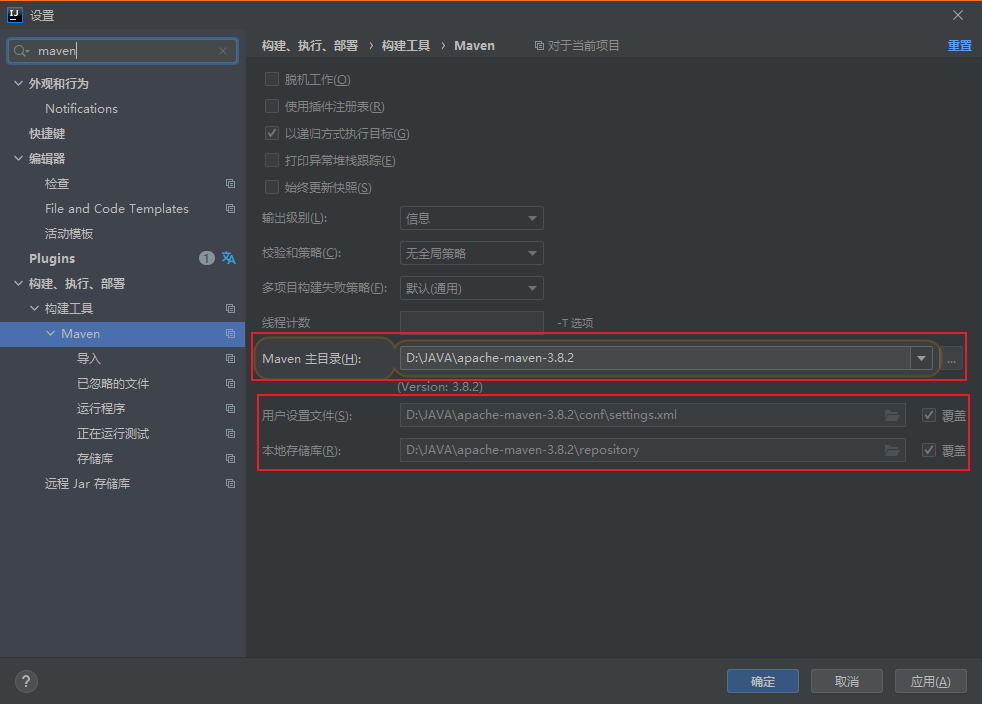 设置
maven
外观和行为
Notifications
快捷键
编辑器
检查
File and Code Templates
活动模板
Plugins 1
构建、执行、部署
构建工具
Maven
导入
已忽略的文件
运行程序
正在运行测试
存储库
远程 Jar 存储库
构建、执行、部署 › 构建工具 › Maven 对于当前项目 重置
脱机工作(O)
使用插件注册表(R)
以递归方式执行目标(G)
打印异常堆栈跟踪(E)
始终更新快照(S)
输出级别(L): 信息
校验和策略(C): 无全局策略
多项目构建失败策略(F): 默认(通用)
线程计数 -T 选项
Maven 主目录(H): D:\JAVA\apache-maven-3.8.2 ...
(Version: 3.8.2)
用户设置文件(S): D:\JAVA\apache-maven-3.8.2\conf\settings.xml 覆盖
本地存储库(R): D:\JAVA\apache-maven-3.8.2\repository 覆盖
? 确定 取消 应用(A)